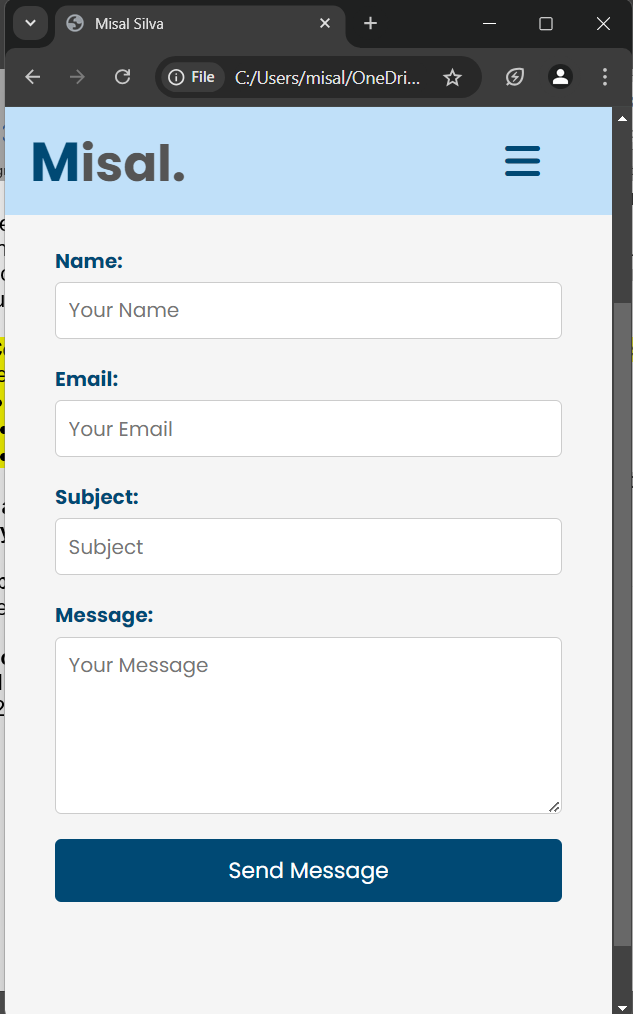 Misal Silva
File C:/Users/misal/OneDri...
Misal.
Name:
Your Name
Email:
Your Email
Subject:
Subject
Message:
Your Message
Send Message